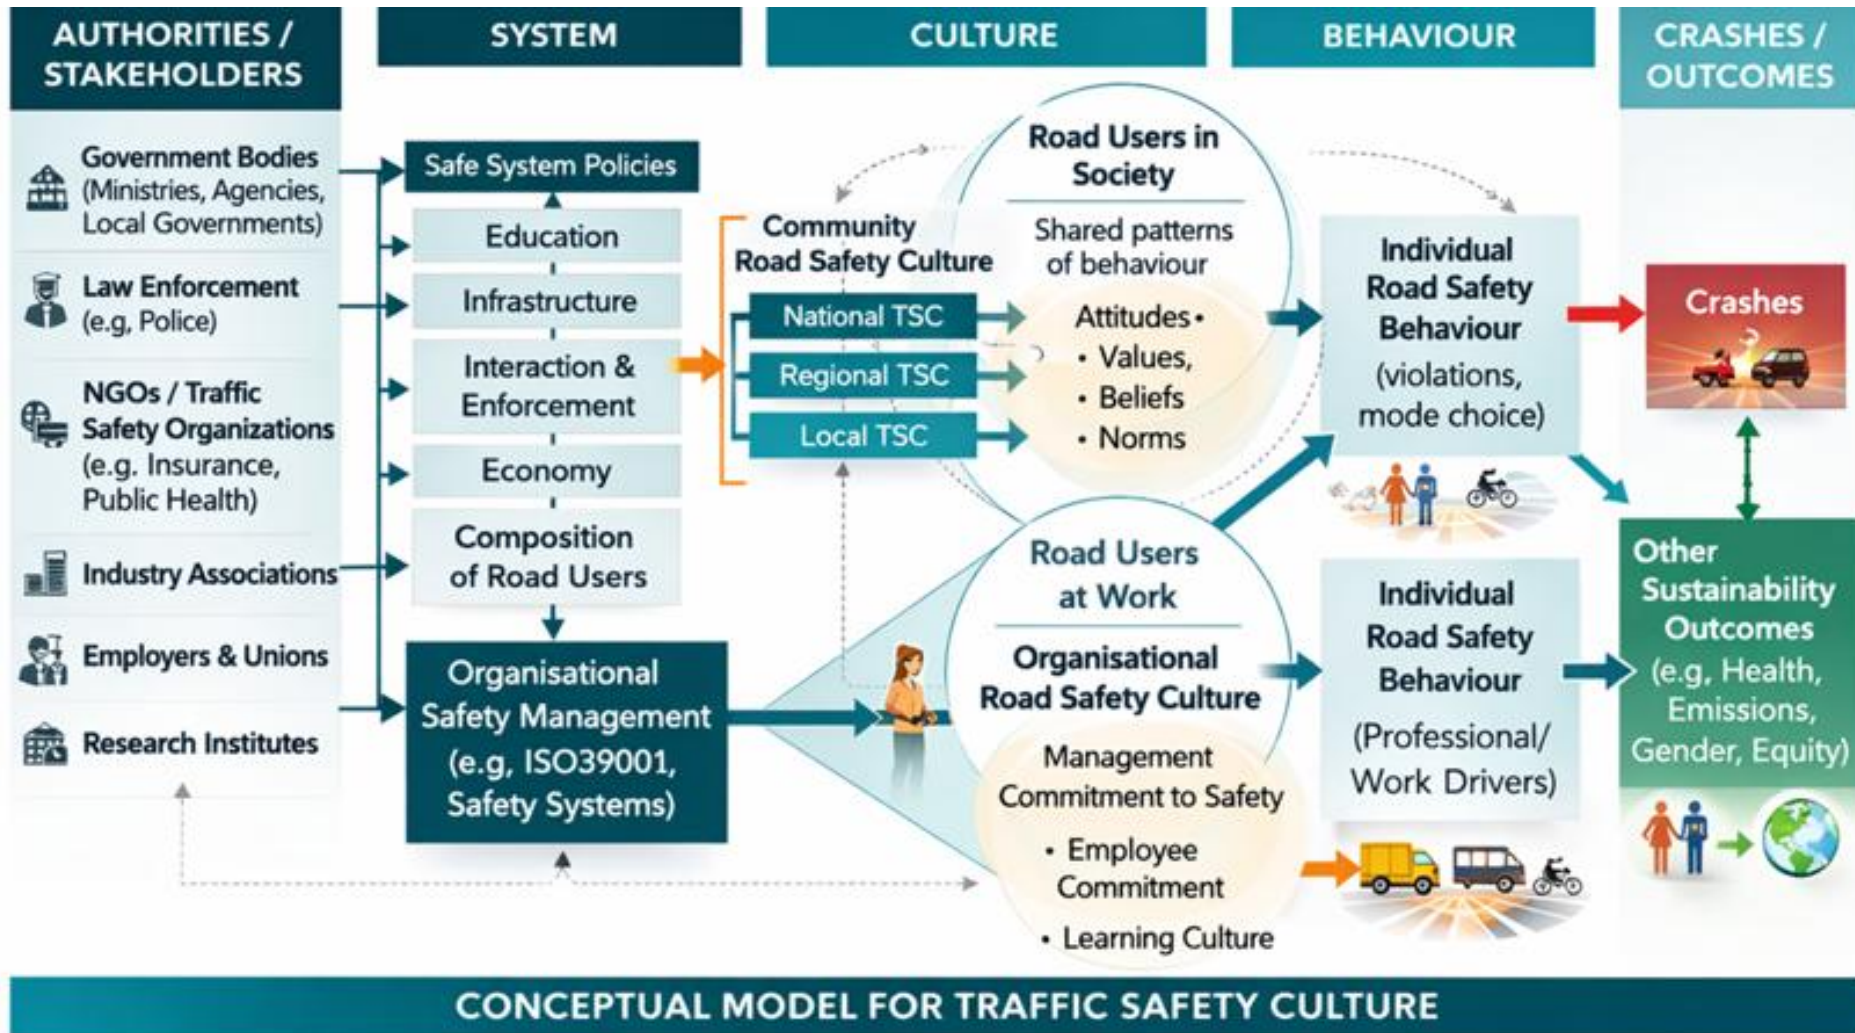 AUTHORITIES /
STAKEHOLDERS
SYSTEM
CULTURE
BEHAVIOUR
CRASHES /
OUTCOMES
Government Bodies
(Ministries, Agencies,
Local Governments)
Law Enforcement
(e.g, Police)
NGOs / Traffic
Safety Organizations
(e.g. Insurance,
Public Health)
Industry Associations
Employers & Unions
Research Institutes
Safe System Policies
Education
Infrastructure
Interaction &
Enforcement
Economy
Composition
of Road Users
Organisational
Safety Management
(e.g, ISO39001,
Safety Systems)
Community
Road Safety Culture
National TSC
Regional TSC
Local TSC
Road Users in
Society
Shared patterns
of behaviour
Attitudes •
• Values,
• Beliefs
• Norms
Road Users
at Work
Organisational
Road Safety Culture
Management
Commitment to Safety
• Employee
Commitment
• Learning Culture
Individual
Road Safety
Behaviour
(violations,
mode choice)
Individual
Road Safety
Behaviour
(Professional/
Work Drivers)
Crashes
Other
Sustainability
Outcomes
(e.g, Health,
Emissions,
Gender, Equity)
CONCEPTUAL MODEL FOR TRAFFIC SAFETY CULTURE